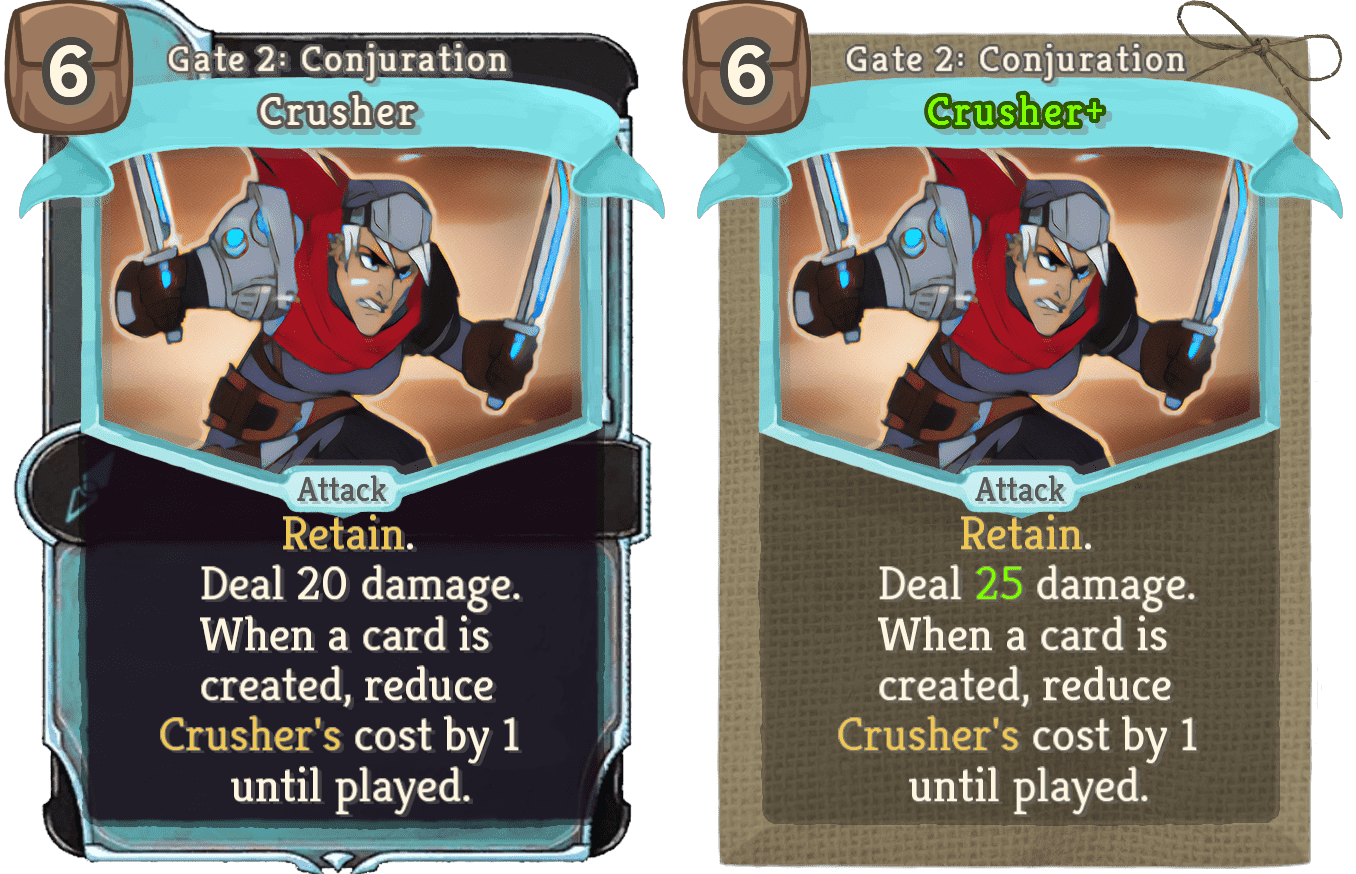 6
Gate 2: Conjuration
Crusher
Attack
Retain.
Deal 20 damage.
When a card is
created, reduce
Crusher's cost by 1
until played.
6
Gate 2: Conjuration
Crusher+
Attack
Retain.
Deal 25 damage.
When a card is
created, reduce
Crusher's cost by 1
until played.